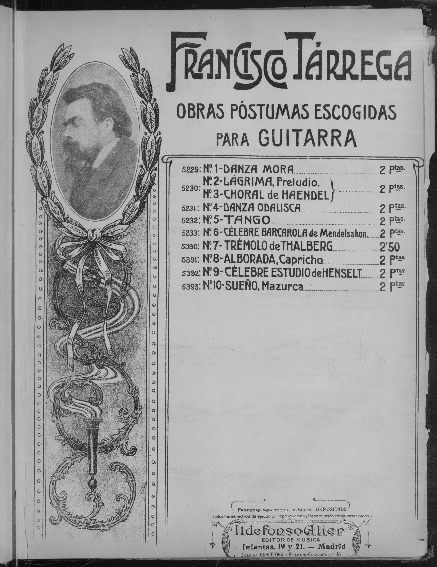 FRANCISCO TÁRREGA
OBRAS PÓSTUMAS ESCOGIDAS
PARA GUITARRA
5229: Nº 1-DANZA MORA 2 Ptas.
5230: Nº 2-LÁGRIMA, Preludio.
Nº 3-CHORAL de HAENDEL 2 Ptas.
5231: Nº 4-DANZA ODALISCA 2 Ptas.
5232: Nº 5-TANGO 2 Ptas.
5233: Nº 6-CÉLEBRE BARCAROLA de Mendelsshon 2 Ptas.
5390: Nº 7-TRÉMOLO de THALBERG 2'50
5391: Nº 8-ALBORADA, Capricho 2 Ptas
5392: Nº 9-CÉLEBRE ESTUDIO de HENSELT 2 Ptas
5393: Nº 10-SUEÑO, Mazurca 2 Ptas
Ildefonso Alier
EDITOR DE MÚSICA
Infantas, 19 y 21. — Madrid